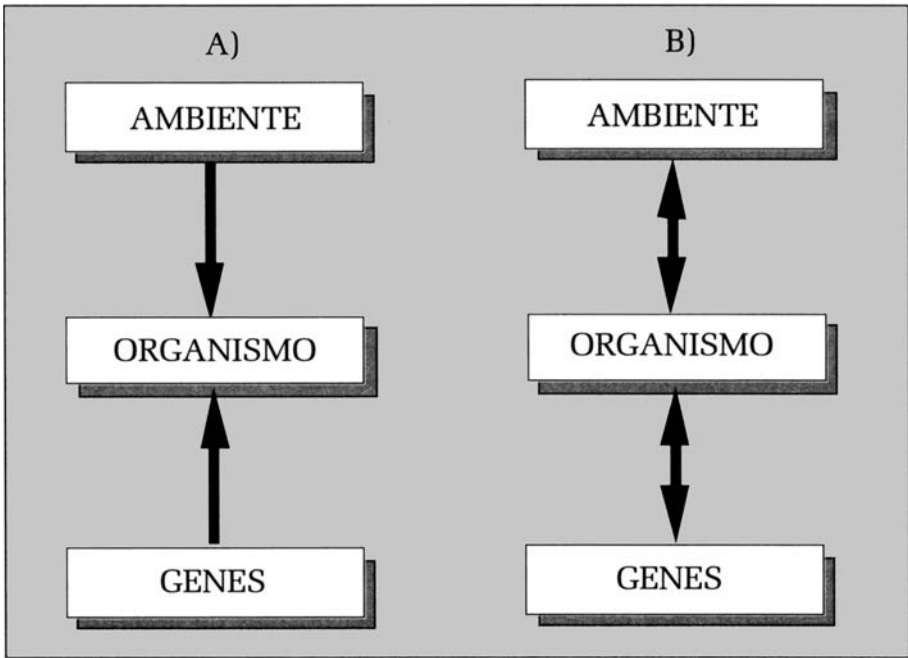 A)
AMBIENTE
ORGANISMO
GENES
B)
AMBIENTE
ORGANISMO
GENES